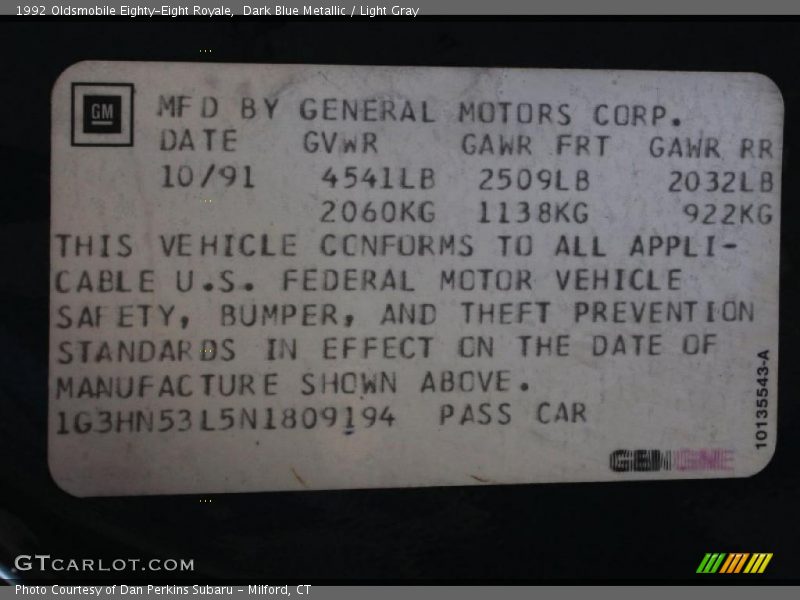 1992 Oldsmobile Eighty-Eight Royale, Dark Blue Metallic / Light Gray
GM
MFD BY GENERAL MOTORS CORP.
DATE GVWR GAWR FRT GAWR RR
10/91 4541LB 2509LB 2032LB
2060KG 1138KG 922KG
THIS VEHICLE CONFORMS TO ALL APPLI-
CABLE U.S. FEDERAL MOTOR VEHICLE
SAFETY, BUMPER, AND THEFT PREVENTION
STANDARDS IN EFFECT ON THE DATE OF
MANUFACTURE SHOWN ABOVE.
1G3HN53L5N1809194 PASS CAR
10135543-A
GTCARLOT.COM
Photo Courtesy of Dan Perkins Subaru - Milford, CT